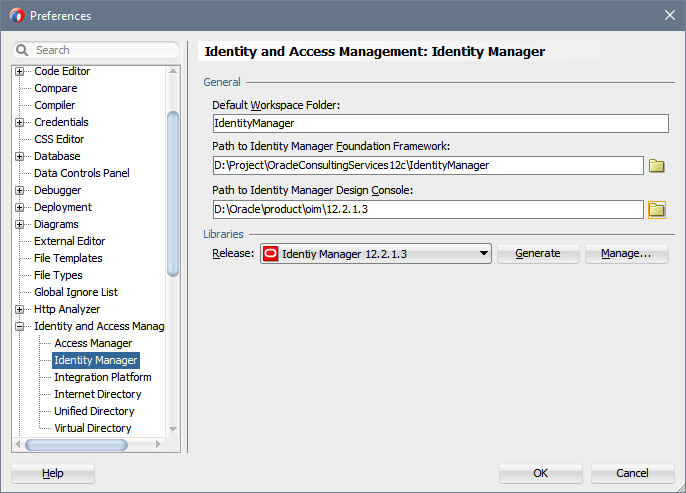 Preferences
Search
Code Editor
Compare
Compiler
Credentials
CSS Editor
Database
Data Controls Panel
Debugger
Deployment
Diagrams
External Editor
File Templates
File Types
Global Ignore List
Http Analyzer
Identity and Access Manag
Access Manager
Identity Manager
Integration Platform
Internet Directory
Unified Directory
Virtual Directory
Identity and Access Management: Identity Manager
General
Default Workspace Folder:
IdentityManager
Path to Identity Manager Foundation Framework:
D:\Project\OracleConsultingServices12c\IdentityManager
Path to Identity Manager Design Console:
D:\Oracle\product\oim\12.2.1.3
Libraries
Release: Identiy Manager 12.2.1.3 Generate Manage...
Help OK Cancel